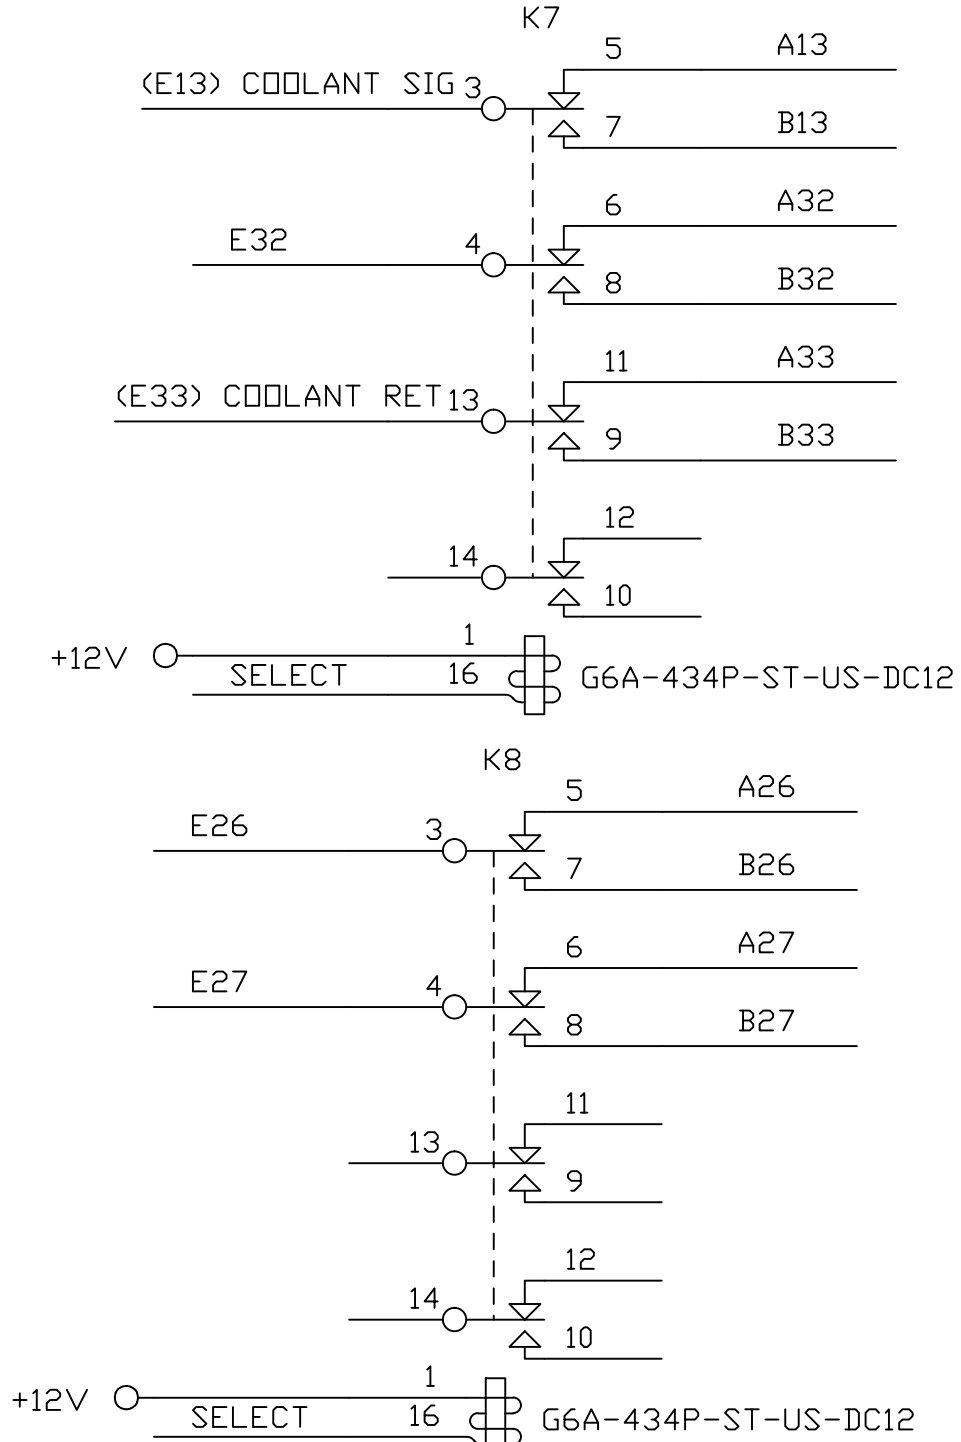 K7
5 A13
(E13) COOLANT SIG 3
7 B13
6 A32
E32 4
8 B32
11 A33
(E33) COOLANT RET 13
9 B33
12
14
10
1
+12V
SELECT 16 G6A-434P-ST-US-DC12
K8
5 A26
E26 3
7 B26
6 A27
E27 4
8 B27
11
13
9
12
14
10
1
+12V
SELECT 16 G6A-434P-ST-US-DC12